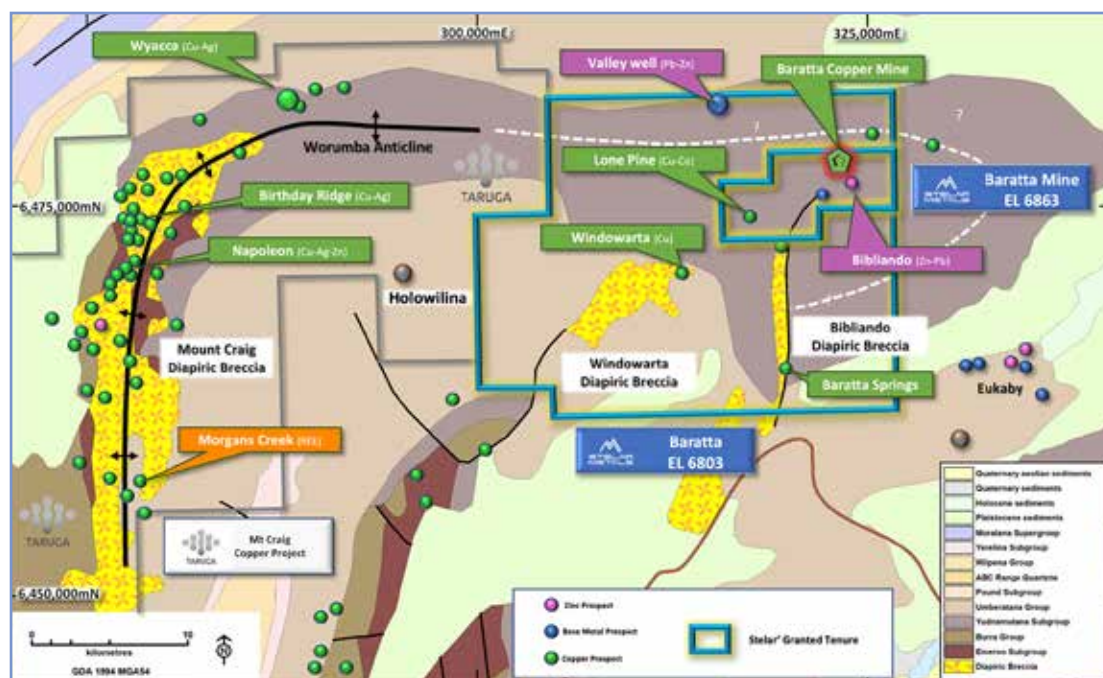 300,000mE
325,000mE
Wyacca (Cu-Ag)
Valley well (Pb-Zn)
Baratta Copper Mine
?
?
Worumba Anticline
TARUGA
Lone Pine (Cu-Co)
STELAR
METALS
Baratta Mine
EL 6863
6,475,000mN
Birthday Ridge (Cu-Ag)
Napoleon (Cu-Ag-Zn)
Windowarta (Cu)
Bibliando (Zn-Pb)
Holowilina
Mount Craig
Diapiric Breccia
Windowarta
Diapiric Breccia
Bibliando
Diapiric Breccia
Baratta Springs
Eukaby
Morgans Creek
STELAR
METALS
Baratta
EL 6803
TARUGA
TARUGA
Mt Craig
Copper Project
6,450,000mN
0
10
kilometres
N
GDA 1994 MGA54
Zinc Prospect
Base Metal Prospect
Copper Prospect
Stelar' Granted Tenure
Quaternary aeolian sediments
Quaternary sediments
Holocene sediments
Pleistocene sediments
Moralana Supergroup
Yerelina Subgroup
Wilpena Group
ABC Range Quartzite
Pound Subgroup
Umberatana Group
Yudnamutana Subgroup
Burra Group
Emeroo Subgroup
Diapiric Breccia